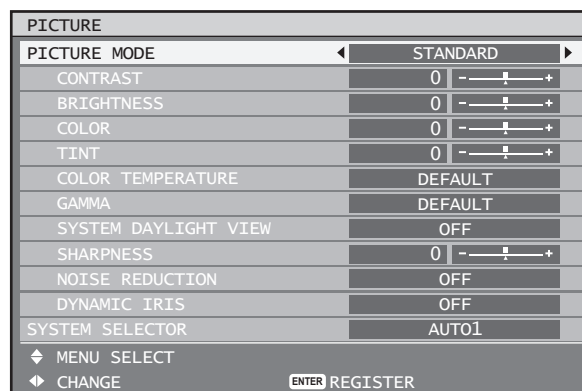 PICTURE
PICTURE MODE STANDARD
CONTRAST 0 - +
BRIGHTNESS 0 - +
COLOR 0 - +
TINT 0 - +
COLOR TEMPERATURE DEFAULT
GAMMA DEFAULT
SYSTEM DAYLIGHT VIEW OFF
SHARPNESS 0 - +
NOISE REDUCTION OFF
DYNAMIC IRIS OFF
SYSTEM SELECTOR AUTO1
MENU SELECT
CHANGE ENTER REGISTER